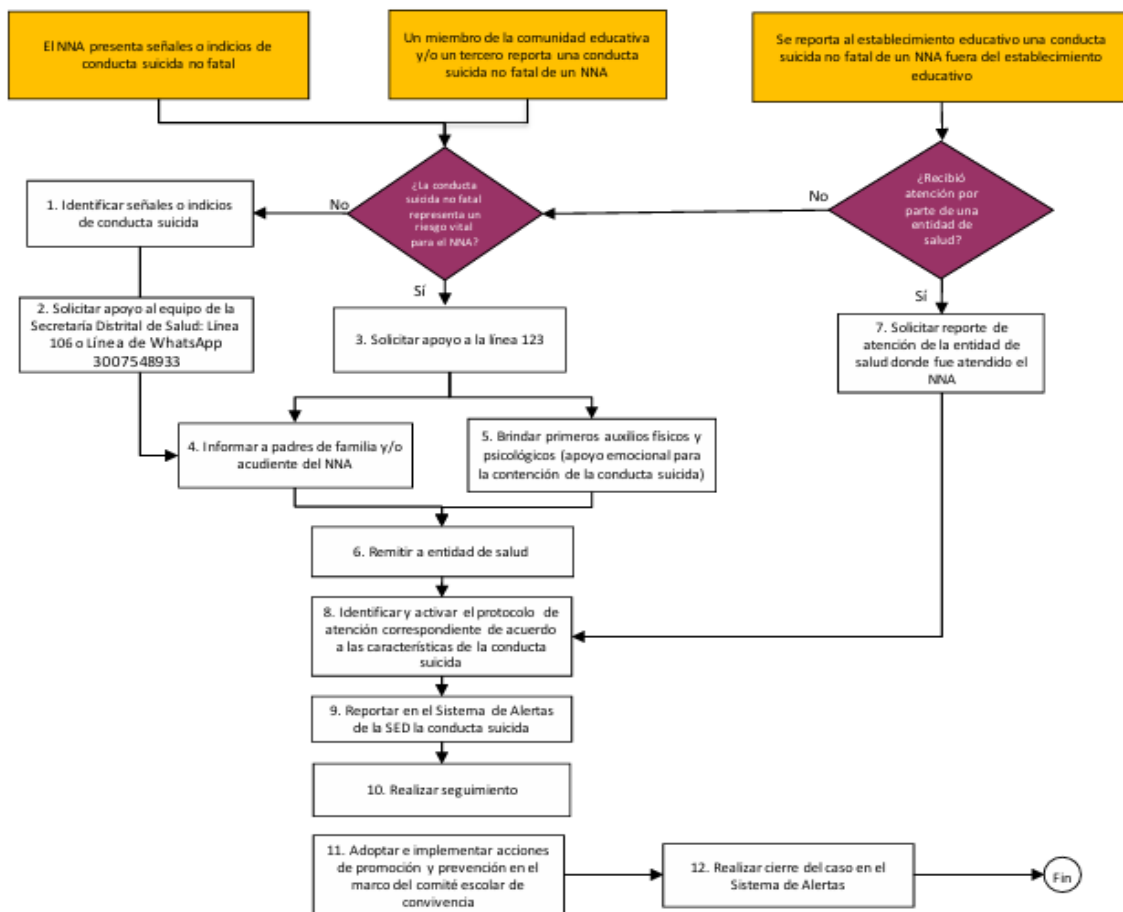 El NNA presenta señales o indicios de
conducta suicida no fatal
Un miembro de la comunidad educativa
y/o un tercero reporta una conducta
suicida no fatal de un NNA
Se reporta al establecimiento educativo una conducta
suicida no fatal de un NNA fuera del establecimiento
educativo
¿La conducta
suicida no fatal
representa un
riesgo vital
para el NNA?
No
Sí
¿Recibió
atención por
parte de una
entidad de
salud?
No
Sí
1. Identificar señales o indicios
de conducta suicida
2. Solicitar apoyo al equipo de la
Secretaría Distrital de Salud: Línea
106 o Línea de WhatsApp
3007548933
3. Solicitar apoyo a la línea 123
7. Solicitar reporte de
atención de la entidad de
salud donde fue atendido el
NNA
4. Informar a padres de familia y/o
acudiente del NNA
5. Brindar primeros auxilios físicos y
psicológicos (apoyo emocional para
la contención de la conducta suicida)
6. Remitir a entidad de salud
8. Identificar y activar el protocolo de
atención correspondiente de acuerdo
a las características de la conducta
suicida
9. Reportar en el Sistema de Alertas
de la SED la conducta suicida
10. Realizar seguimiento
11. Adoptar e implementar acciones
de promoción y prevención en el
marco del comité escolar de
convivencia
12. Realizar cierre del caso en el
Sistema de Alertas
Fin